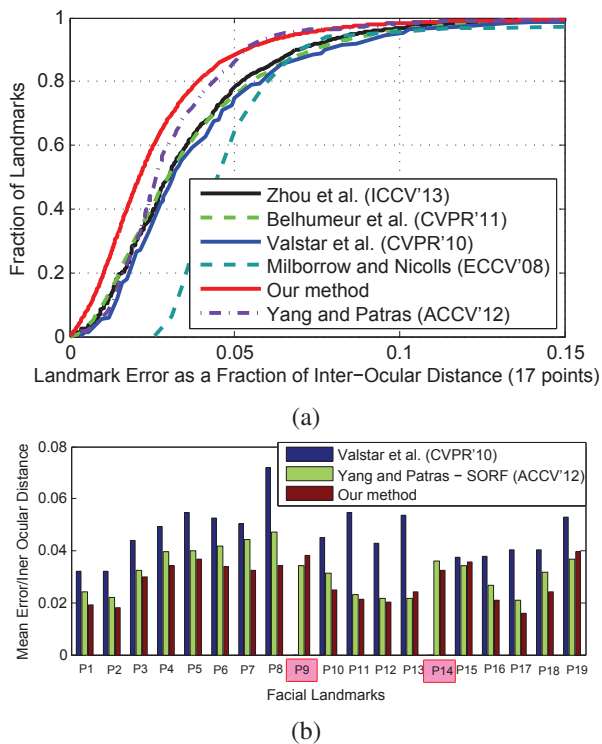 1
0.8
0.6
0.4
0.2
0
Fraction of Landmarks
Zhou et al. (ICCV'13)
Belhumeur et al. (CVPR'11)
Valstar et al. (CVPR'10)
Milborrow and Nicolls (ECCV'08)
Our method
Yang and Patras (ACCV'12)
0 0.05 0.1 0.15
Landmark Error as a Fraction of Inter-Ocular Distance (17 points)
(a)
0.08
0.06
0.04
0.02
0
Mean Error/Iner Ocular Distance
Valstar et al. (CVPR'10)
Yang and Patras – SORF (ACCV'12)
Our method
P1 P2 P3 P4 P5 P6 P7 P8 P9 P10 P11 P12 P13 P14 P15 P16 P17 P18 P19
Facial Landmarks
(b)